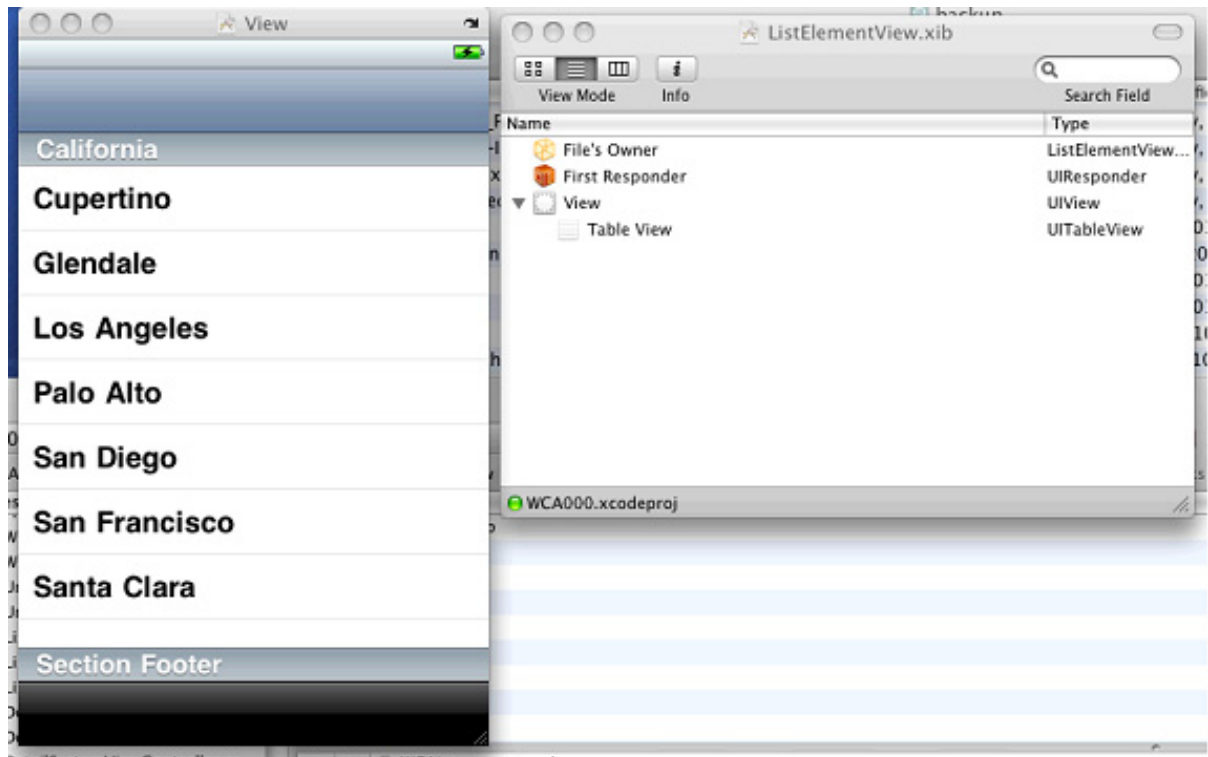 View
California
Cupertino
Glendale
Los Angeles
Palo Alto
San Diego
San Francisco
Santa Clara
Section Footer
backup
ListElementView.xib
View Mode
Info
Search Field
Name Type
File's Owner ListElementView...
First Responder UIResponder
View UIView
Table View UITableView
WCA000.xcodeproj